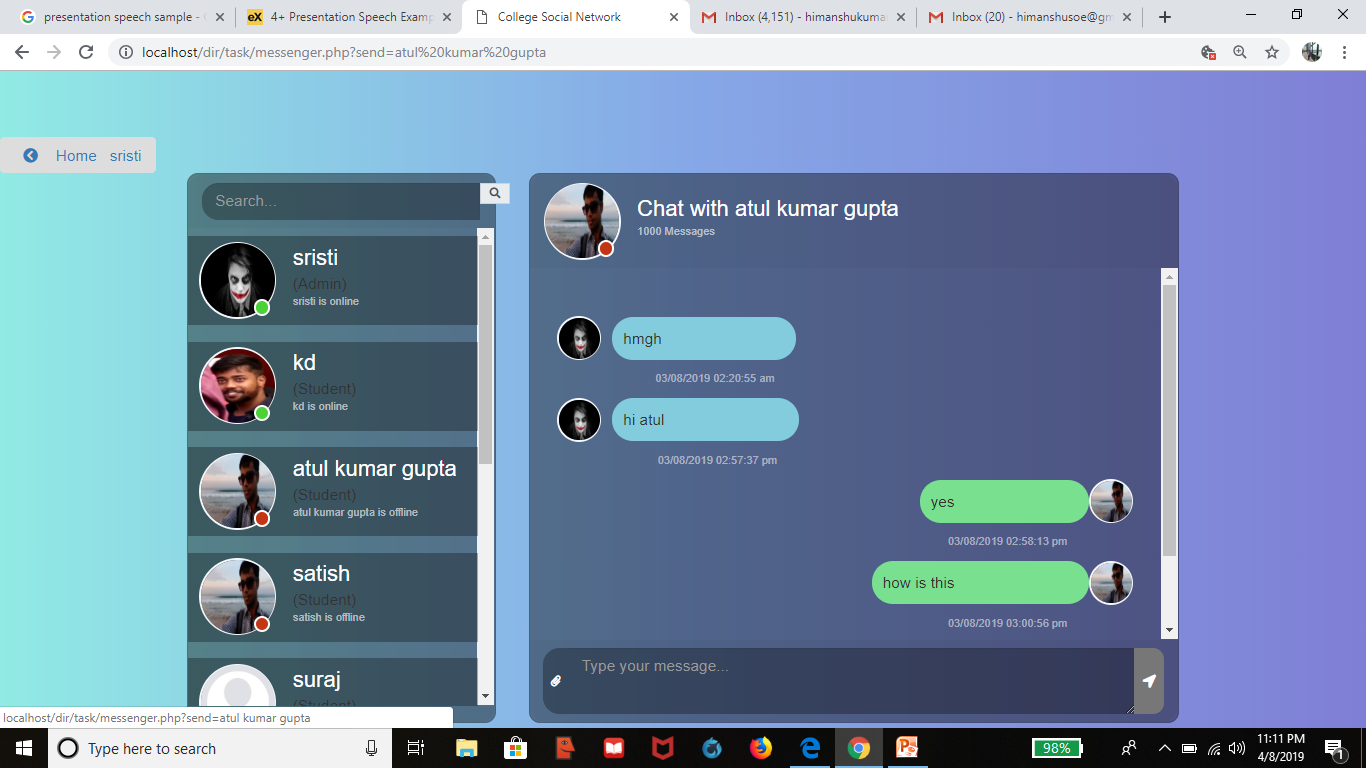 presentation speech sample -
4+ Presentation Speech Examp
College Social Network
Inbox (4,151) - himanshukuma
Inbox (20) - himanshusoe@gm
localhost/dir/task/messenger.php?send=atul%20kumar%20gupta
Home sristi
Search...
sristi
(Admin)
sristi is online
kd
(Student)
kd is online
atul kumar gupta
(Student)
atul kumar gupta is offline
satish
(Student)
satish is offline
suraj
(Student)
Chat with atul kumar gupta
1000 Messages
hmgh
03/08/2019 02:20:55 am
hi atul
03/08/2019 02:57:37 pm
yes
03/08/2019 02:58:13 pm
how is this
03/08/2019 03:00:56 pm
Type your message...
localhost/dir/task/messenger.php?send=atul kumar gupta
Type here to search
98%
11:11 PM
4/8/2019
1